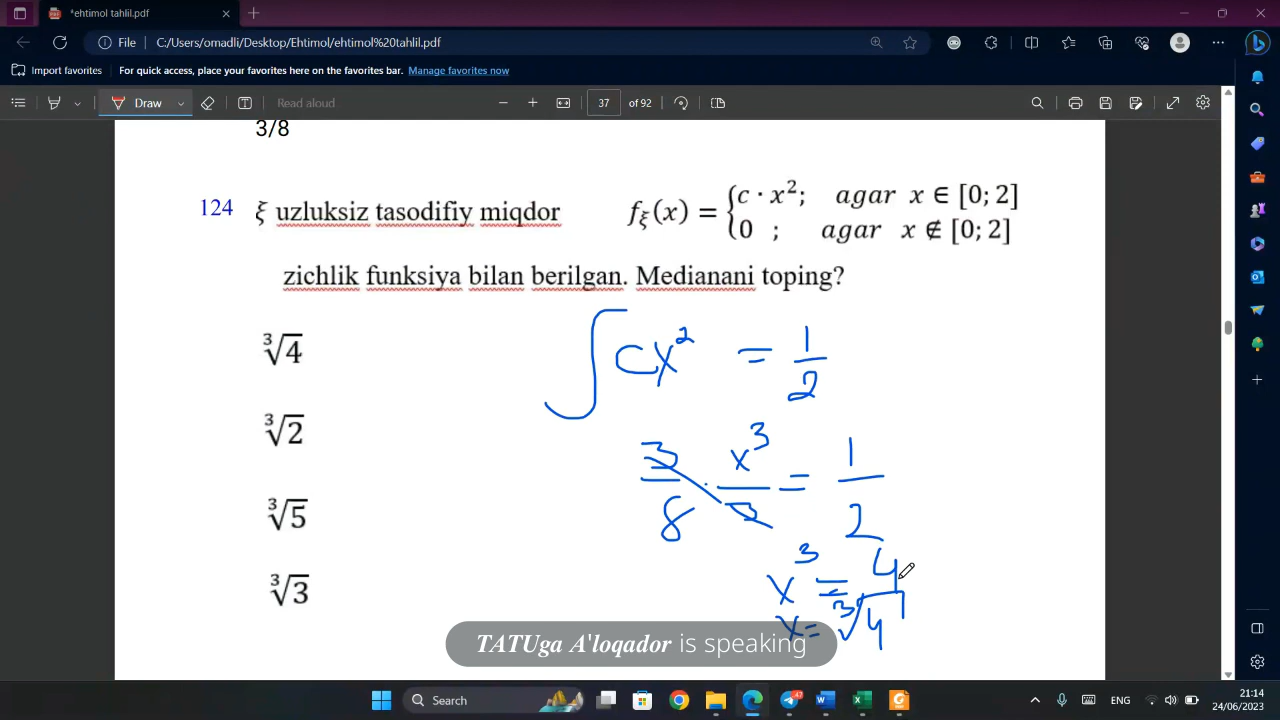 *ehtimol tahlil.pdf
File C:/Users/omadli/Desktop/Ehtimol/ehtimol%20tahlil.pdf
Import favorites For quick access, place your favorites here on the favorites bar. Manage favorites now
Draw Read aloud 37 of 92
3/8
124 ξ uzluksiz tasodifiy miqdor f_ξ(x) = { c · x²; agar x ∈ [0; 2]
0 ; agar x ∉ [0; 2]
zichlik funksiya bilan berilgan. Medianani toping?
∛4
∛2
∛5
∛3
∫ Cx² = 1/2
3/8 · x³/3 = 1/2
x³ = 4
x = ∛4
TATUga A'loqador is speaking
Search
43
ENG
21:14
24/06/2023